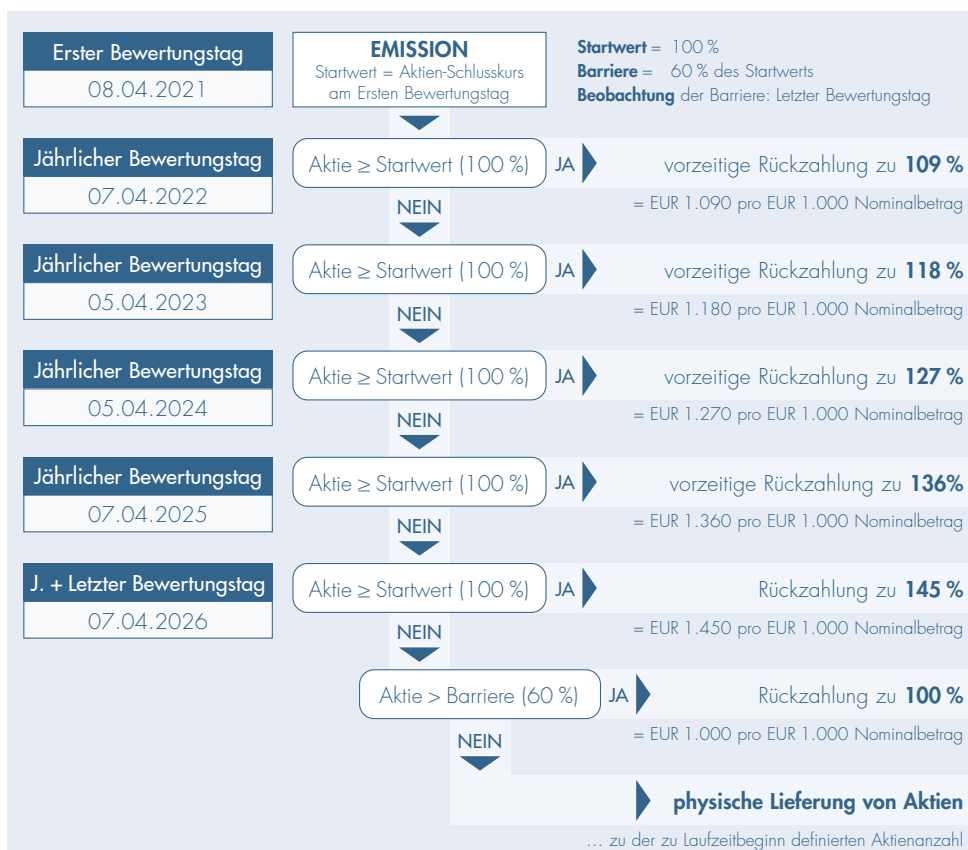 Erster Bewertungstag
08.04.2021
EMISSION
Startwert = Aktien-Schlusskurs
am Ersten Bewertungstag
Startwert = 100 %
Barriere = 60 % des Startwerts
Beobachtung der Barriere: Letzter Bewertungstag
Jährlicher Bewertungstag
07.04.2022
Aktie ≥ Startwert (100 %)
JA
vorzeitige Rückzahlung zu 109 %
= EUR 1.090 pro EUR 1.000 Nominalbetrag
NEIN
Jährlicher Bewertungstag
05.04.2023
Aktie ≥ Startwert (100 %)
JA
vorzeitige Rückzahlung zu 118 %
= EUR 1.180 pro EUR 1.000 Nominalbetrag
NEIN
Jährlicher Bewertungstag
05.04.2024
Aktie ≥ Startwert (100 %)
JA
vorzeitige Rückzahlung zu 127 %
= EUR 1.270 pro EUR 1.000 Nominalbetrag
NEIN
Jährlicher Bewertungstag
07.04.2025
Aktie ≥ Startwert (100 %)
JA
vorzeitige Rückzahlung zu 136%
= EUR 1.360 pro EUR 1.000 Nominalbetrag
NEIN
J. + Letzter Bewertungstag
07.04.2026
Aktie ≥ Startwert (100 %)
JA
Rückzahlung zu 145 %
= EUR 1.450 pro EUR 1.000 Nominalbetrag
NEIN
Aktie > Barriere (60 %)
JA
Rückzahlung zu 100 %
= EUR 1.000 pro EUR 1.000 Nominalbetrag
NEIN
physische Lieferung von Aktien
... zu der zu Laufzeitbeginn definierten Aktienanzahl